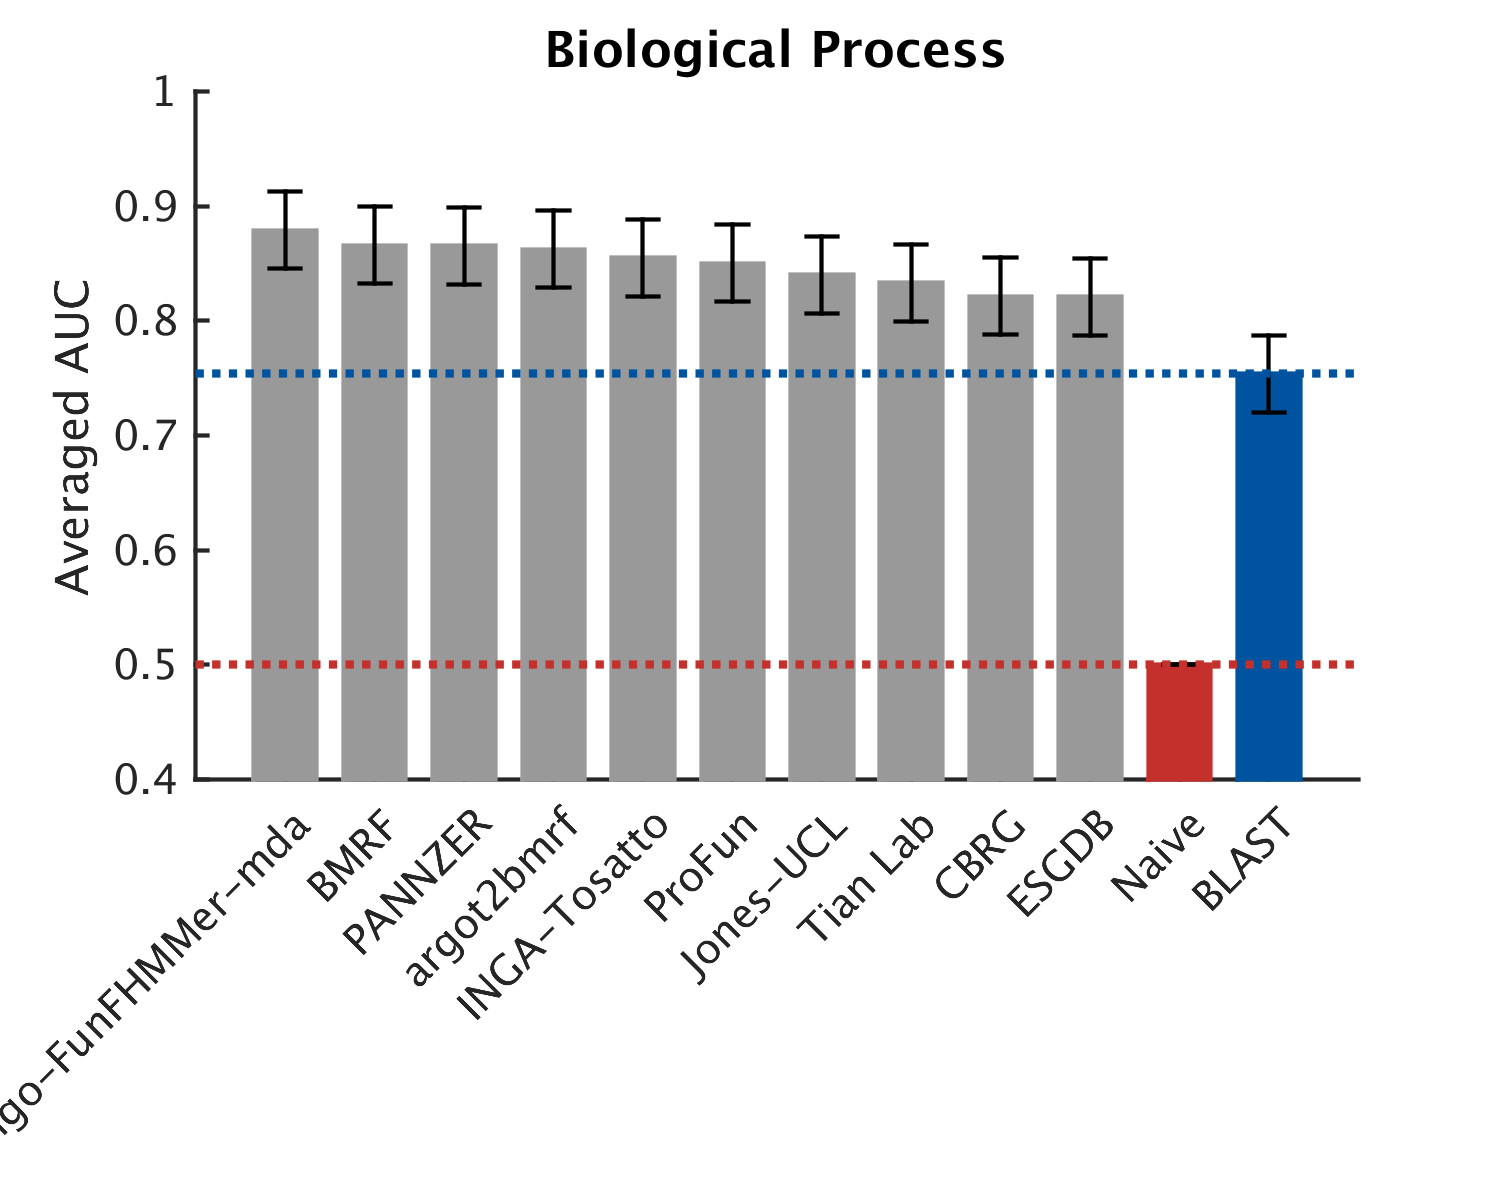 Biological Process
Averaged AUC
1
0.9
0.8
0.7
0.6
0.5
0.4
go−FunFHMMer−mda
BMRF
PANNZER
argot2bmrf
INGA−Tosatto
ProFun
Jones−UCL
Tian Lab
CBRG
ESGDB
Naive
BLAST